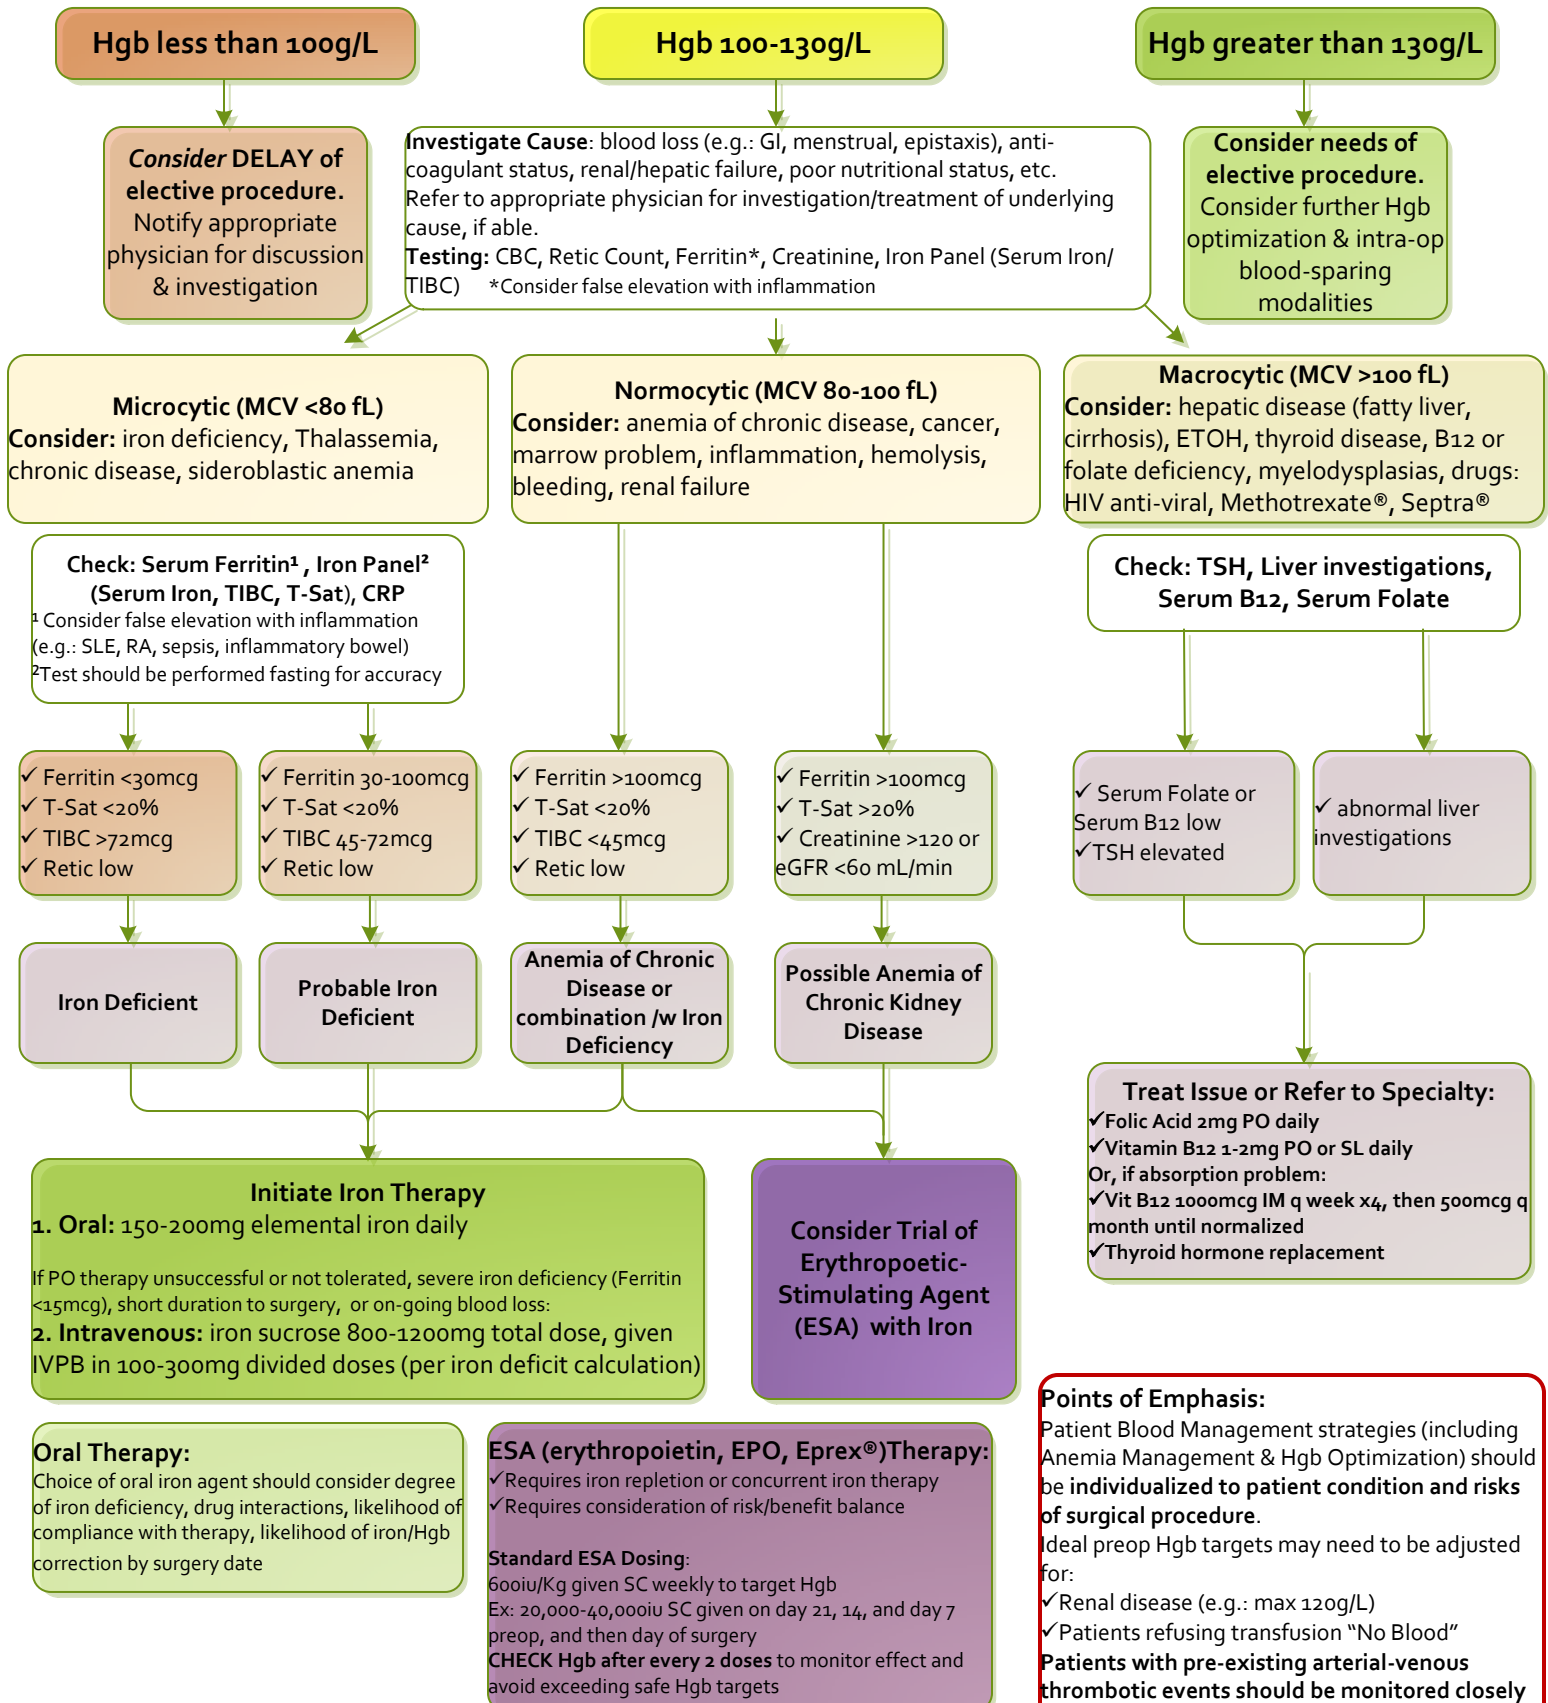 Hgb less than 100g/L
Hgb 100-130g/L
Hgb greater than 130g/L
Consider DELAY of
elective procedure.
Notify appropriate
physician for discussion
& investigation
Investigate Cause: blood loss (e.g.: GI, menstrual, epistaxis), anti-
coagulant status, renal/hepatic failure, poor nutritional status, etc.
Refer to appropriate physician for investigation/treatment of underlying
cause, if able.
Testing: CBC, Retic Count, Ferritin*, Creatinine, Iron Panel (Serum Iron/
TIBC) *Consider false elevation with inflammation
Consider needs of
elective procedure.
Consider further Hgb
optimization & intra-op
blood-sparing
modalities
Microcytic (MCV <80 fL)
Consider: iron deficiency, Thalassemia,
chronic disease, sideroblastic anemia
Normocytic (MCV 80-100 fL)
Consider: anemia of chronic disease, cancer,
marrow problem, inflammation, hemolysis,
bleeding, renal failure
Macrocytic (MCV >100 fL)
Consider: hepatic disease (fatty liver,
cirrhosis), ETOH, thyroid disease, B12 or
folate deficiency, myelodysplasias, drugs:
HIV anti-viral, Methotrexate®, Septra®
Check: Serum Ferritin¹ , Iron Panel²
(Serum Iron, TIBC, T-Sat), CRP
¹ Consider false elevation with inflammation
(e.g.: SLE, RA, sepsis, inflammatory bowel)
²Test should be performed fasting for accuracy
Check: TSH, Liver investigations,
Serum B12, Serum Folate
✓ Ferritin <30mcg
✓ T-Sat <20%
✓ TIBC >72mcg
✓ Retic low
✓ Ferritin 30-100mcg
✓ T-Sat <20%
✓ TIBC 45-72mcg
✓ Retic low
✓ Ferritin >100mcg
✓ T-Sat <20%
✓ TIBC <45mcg
✓ Retic low
✓ Ferritin >100mcg
✓ T-Sat >20%
✓ Creatinine >120 or
eGFR <60 mL/min
✓ Serum Folate or
Serum B12 low
✓TSH elevated
✓ abnormal liver
investigations
Iron Deficient
Probable Iron
Deficient
Anemia of Chronic
Disease or
combination /w Iron
Deficiency
Possible Anemia of
Chronic Kidney
Disease
Treat Issue or Refer to Specialty:
✓Folic Acid 2mg PO daily
✓Vitamin B12 1-2mg PO or SL daily
Or, if absorption problem:
✓Vit B12 1000mcg IM q week x4, then 500mcg q
month until normalized
✓Thyroid hormone replacement
Initiate Iron Therapy
1. Oral: 150-200mg elemental iron daily
If PO therapy unsuccessful or not tolerated, severe iron deficiency (Ferritin
<15mcg), short duration to surgery, or on-going blood loss:
2. Intravenous: iron sucrose 800-1200mg total dose, given
IVPB in 100-300mg divided doses (per iron deficit calculation)
Consider Trial of
Erythropoetic-
Stimulating Agent
(ESA) with Iron
Oral Therapy:
Choice of oral iron agent should consider degree
of iron deficiency, drug interactions, likelihood of
compliance with therapy, likelihood of iron/Hgb
correction by surgery date
ESA (erythropoietin, EPO, Eprex®)Therapy:
✓Requires iron repletion or concurrent iron therapy
✓Requires consideration of risk/benefit balance
Standard ESA Dosing:
600iu/Kg given SC weekly to target Hgb
Ex: 20,000-40,000iu SC given on day 21, 14, and day 7
preop, and then day of surgery
CHECK Hgb after every 2 doses to monitor effect and
avoid exceeding safe Hgb targets
Points of Emphasis:
Patient Blood Management strategies (including
Anemia Management & Hgb Optimization) should
be individualized to patient condition and risks
of surgical procedure.
Ideal preop Hgb targets may need to be adjusted
for:
✓Renal disease (e.g.: max 120g/L)
✓Patients refusing transfusion “No Blood”
Patients with pre-existing arterial-venous
thrombotic events should be monitored closely